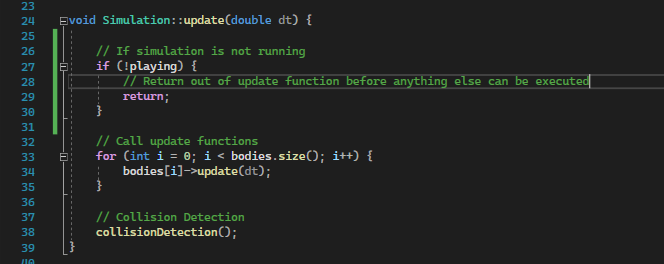 23
24 void Simulation::update(double dt) {
25
26 // If simulation is not running
27 if (!playing) {
28 // Return out of update function before anything else can be executed
29 return;
30 }
31
32 // Call update functions
33 for (int i = 0; i < bodies.size(); i++) {
34 bodies[i]->update(dt);
35 }
36
37 // Collision Detection
38 collisionDetection();
39 }
40